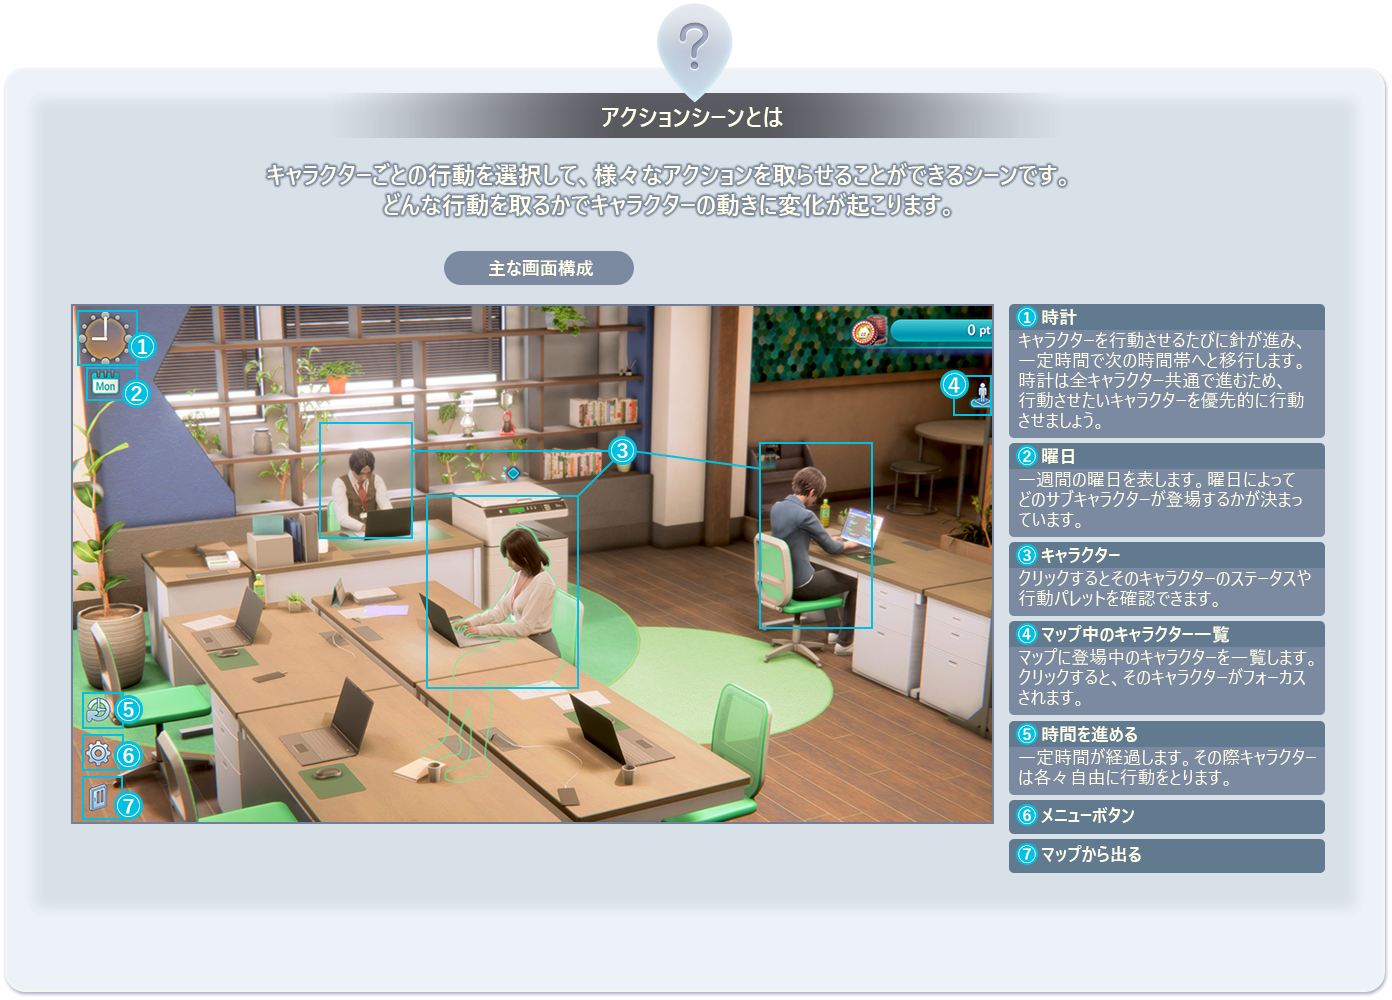 ?
アクションシーンとは
キャラクターごとの行動を選択して、様々なアクションを取らせることができるシーンです。
どんな行動を取るかでキャラクターの動きに変化が起こります。
主な画面構成
①
Mon
②
0 pt
④
③
⑤
⑥
⑦
① 時計
キャラクターを行動させるたびに針が進み、
一定時間で次の時間帯へと移行します。
時計は全キャラクター共通で進むため、
行動させたいキャラクターを優先的に行動
させましょう。
② 曜日
一週間の曜日を表します。曜日によって
どのサブキャラクターが登場するかが決まっ
ています。
③ キャラクター
クリックするとそのキャラクターのステータスや
行動パレットを確認できます。
④ マップ中のキャラクター一覧
マップに登場中のキャラクターを一覧します。
クリックすると、そのキャラクターがフォーカス
されます。
⑤ 時間を進める
一定時間が経過します。その際キャラクター
は各々自由に行動をとります。
⑥ メニューボタン
⑦ マップから出る